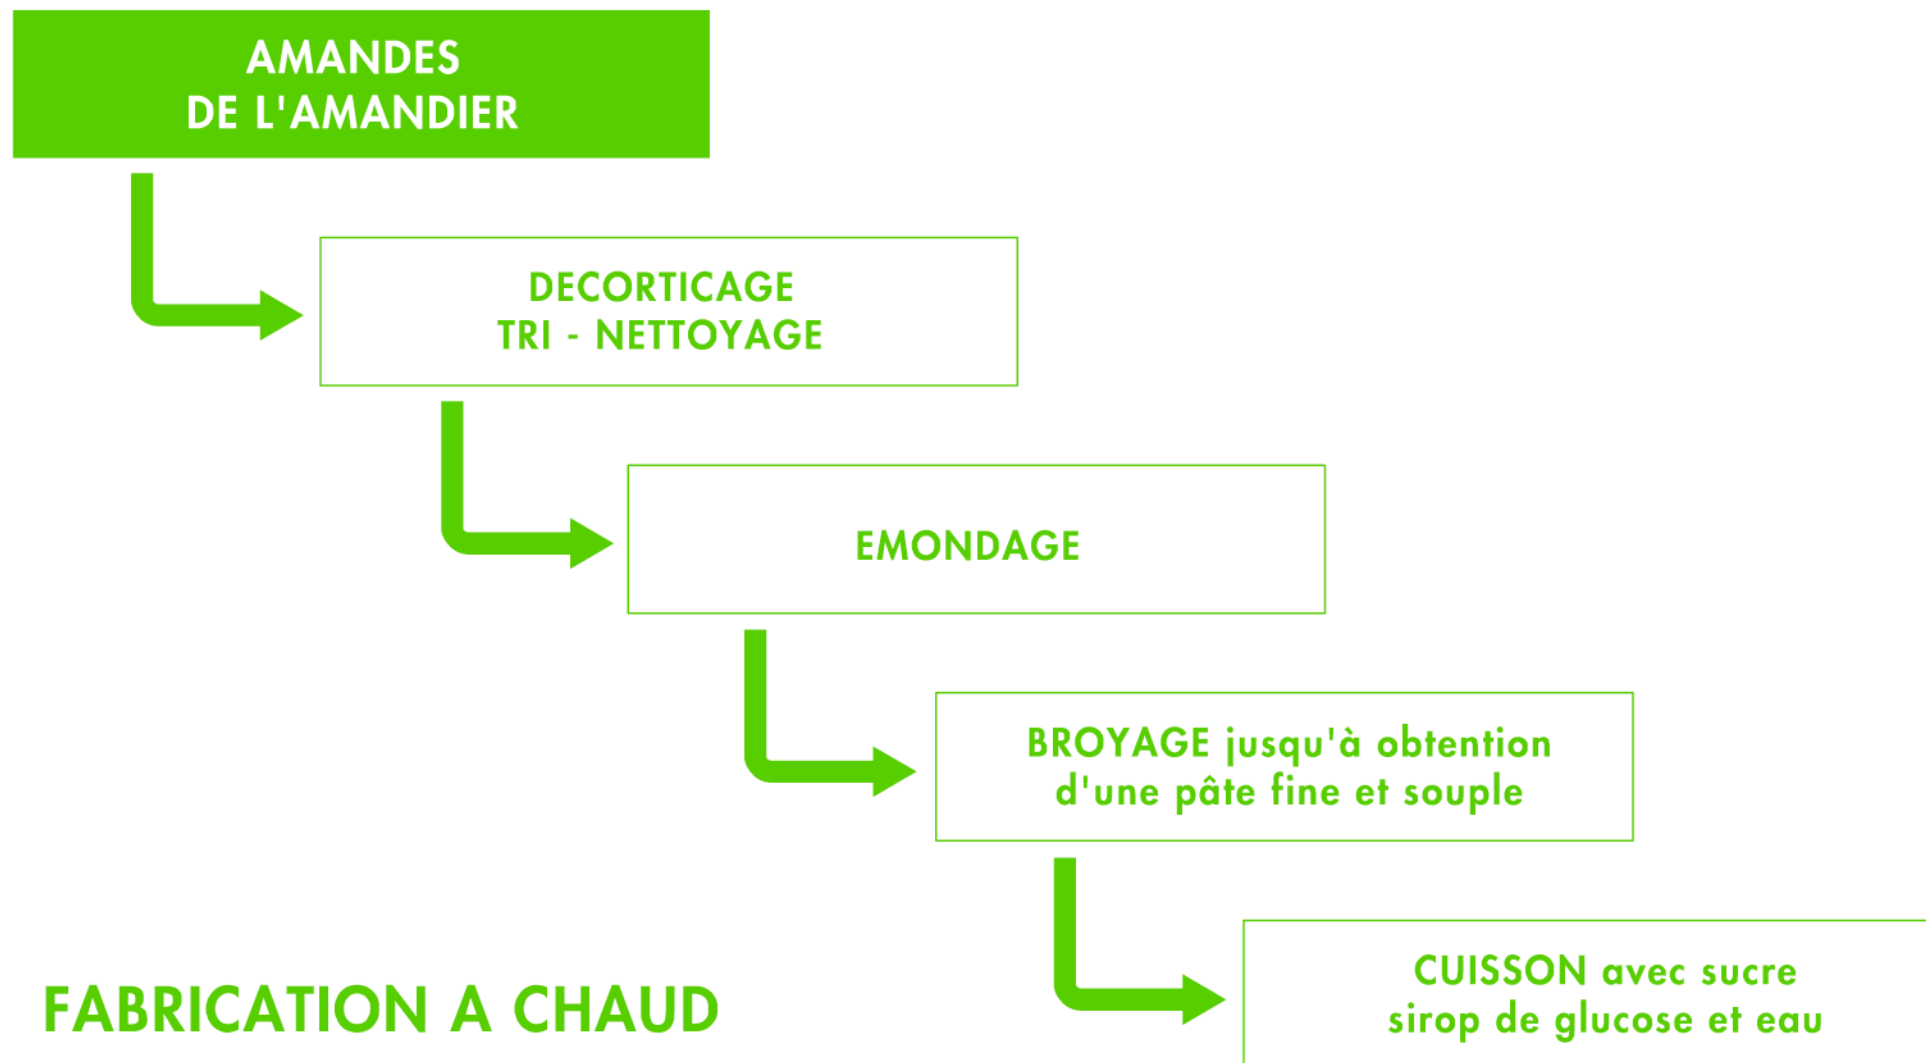 AMANDES
DE L'AMANDIER
DECORTICAGE
TRI - NETTOYAGE
EMONDAGE
BROYAGE jusqu'à obtention
d'une pâte fine et souple
CUISSON avec sucre
sirop de glucose et eau
FABRICATION A CHAUD